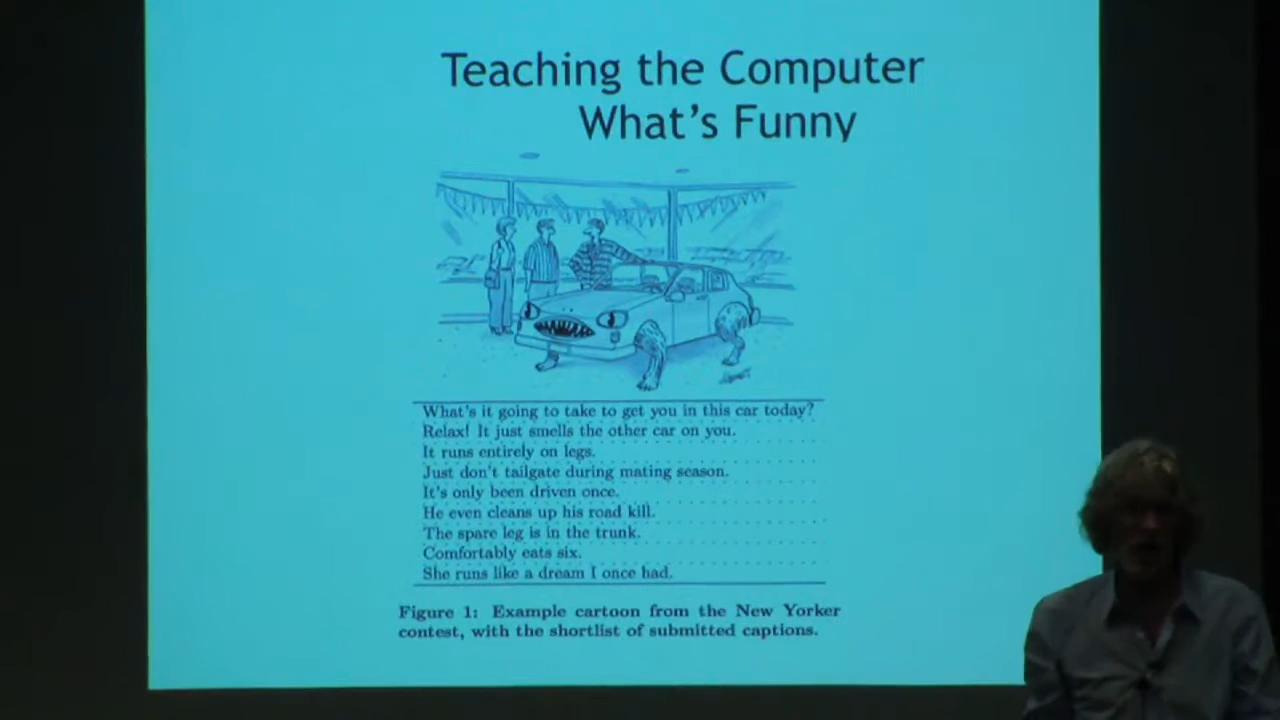 Teaching the Computer
What's Funny
What's it going to take to get you in this car today?
Relax! It just smells the other car on you.
It runs entirely on legs.
Just don't tailgate during mating season.
It's only been driven once.
He even cleans up his road kill.
The spare leg is in the trunk.
Comfortably eats six.
She runs like a dream I once had.
Figure 1: Example cartoon from the New Yorker
contest, with the shortlist of submitted captions.